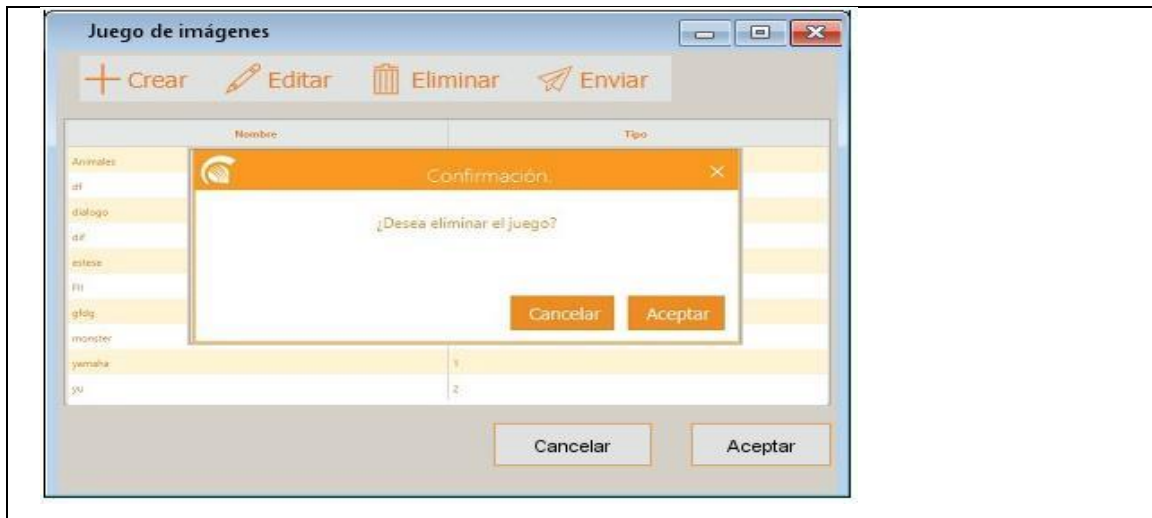 Juego de imágenes
Crear Editar Eliminar Enviar
Nombre Tipo
Animales
df
dialogo
dif
estese
gfdg
monster
yamaha 1
yu 2
Confirmación.
¿Desea eliminar el juego?
Cancelar Aceptar
Cancelar Aceptar